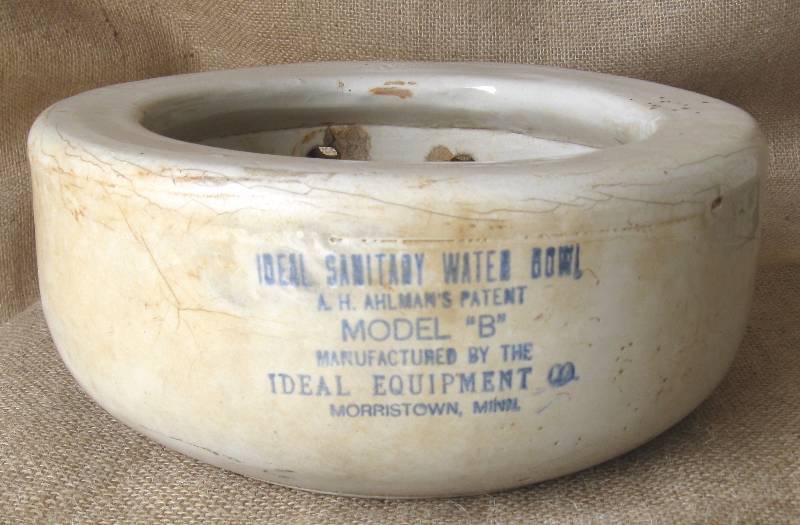 IDEAL SANITARY WATER BOWL
A. H. AHLMAN'S PATENT
MODEL "B"
MANUFACTURED BY THE
IDEAL EQUIPMENT CO.
MORRISTOWN, MINN.